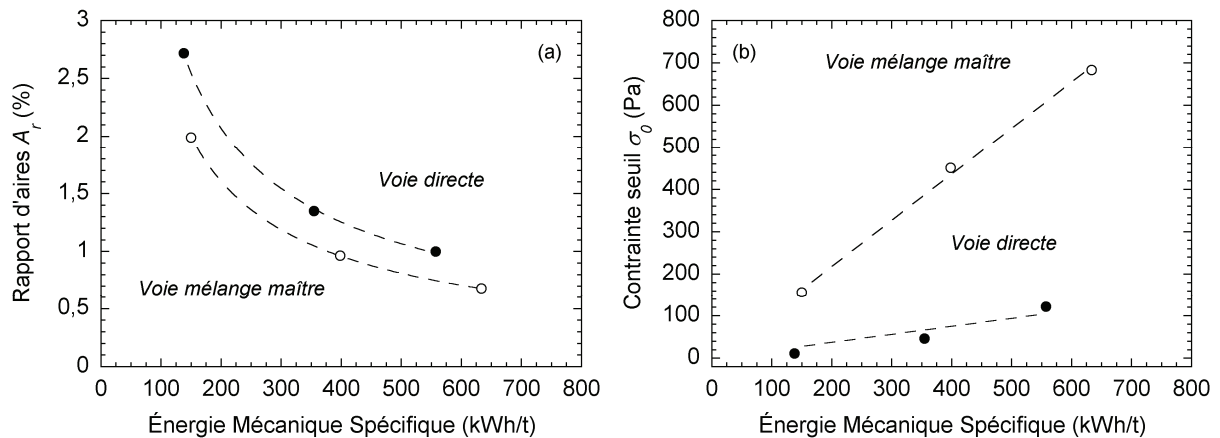 3
2,5
2
1,5
1
0,5
0
0 100 200 300 400 500 600 700 800
Rapport d'aires A_r (%)
Énergie Mécanique Spécifique (kWh/t)
(a)
Voie directe
Voie mélange maître
800
700
600
500
400
300
200
100
0
0 100 200 300 400 500 600 700 800
Contrainte seuil σ_0 (Pa)
Énergie Mécanique Spécifique (kWh/t)
(b)
Voie mélange maître
Voie directe